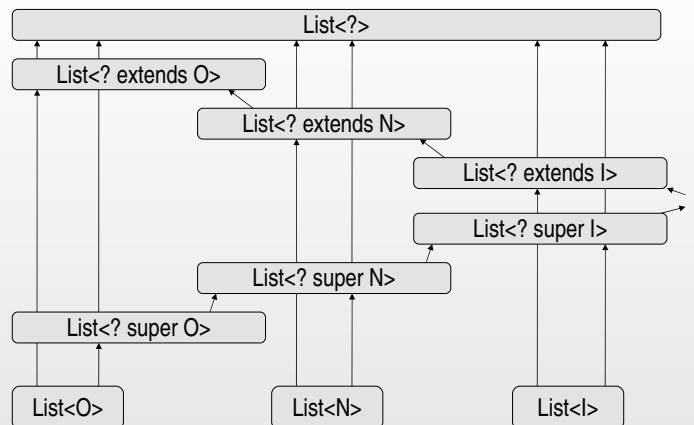 List<?>
List<? extends O>
List<? extends N>
List<? extends I>
List<? super I>
List<? super N>
List<? super O>
List<O>
List<N>
List<I>